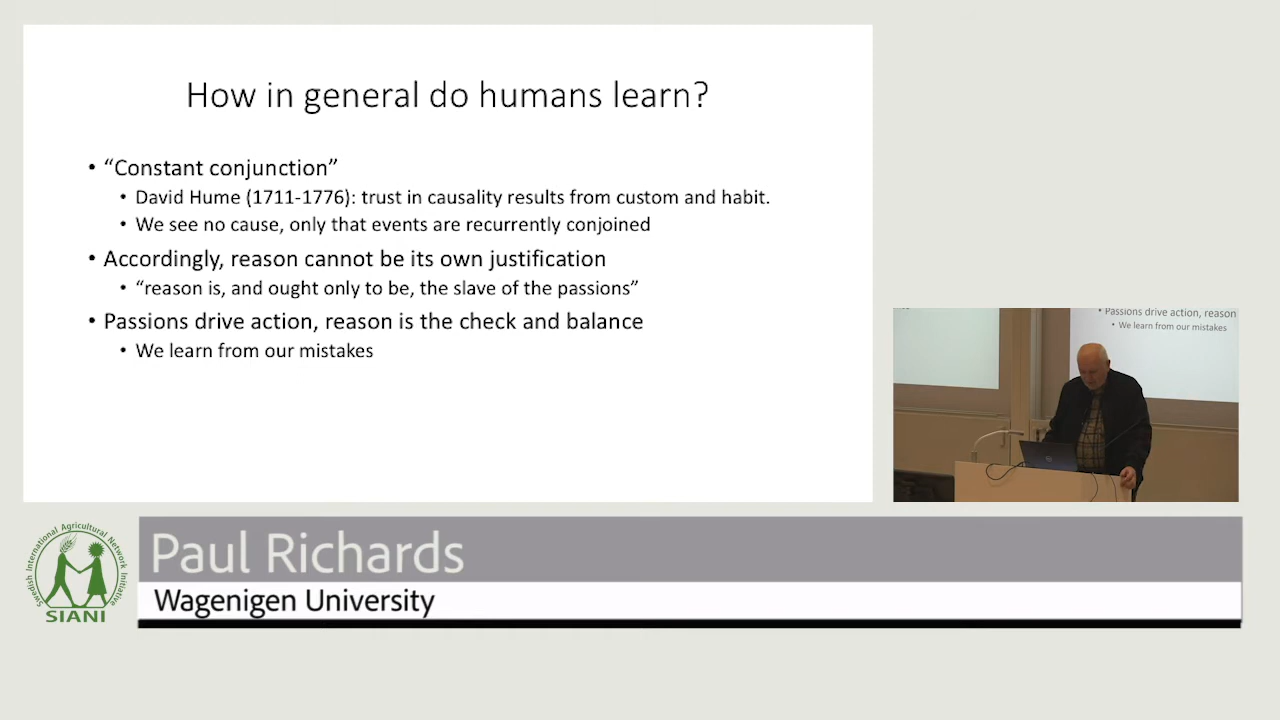 How in general do humans learn?
• “Constant conjunction”
• David Hume (1711-1776): trust in causality results from custom and habit.
• We see no cause, only that events are recurrently conjoined
• Accordingly, reason cannot be its own justification
• “reason is, and ought only to be, the slave of the passions”
• Passions drive action, reason is the check and balance
• We learn from our mistakes
• Passions drive action, reason
• We learn from our mistakes
Swedish International Agricultural Network Initiative
SIANI
Paul Richards
Wagenigen University